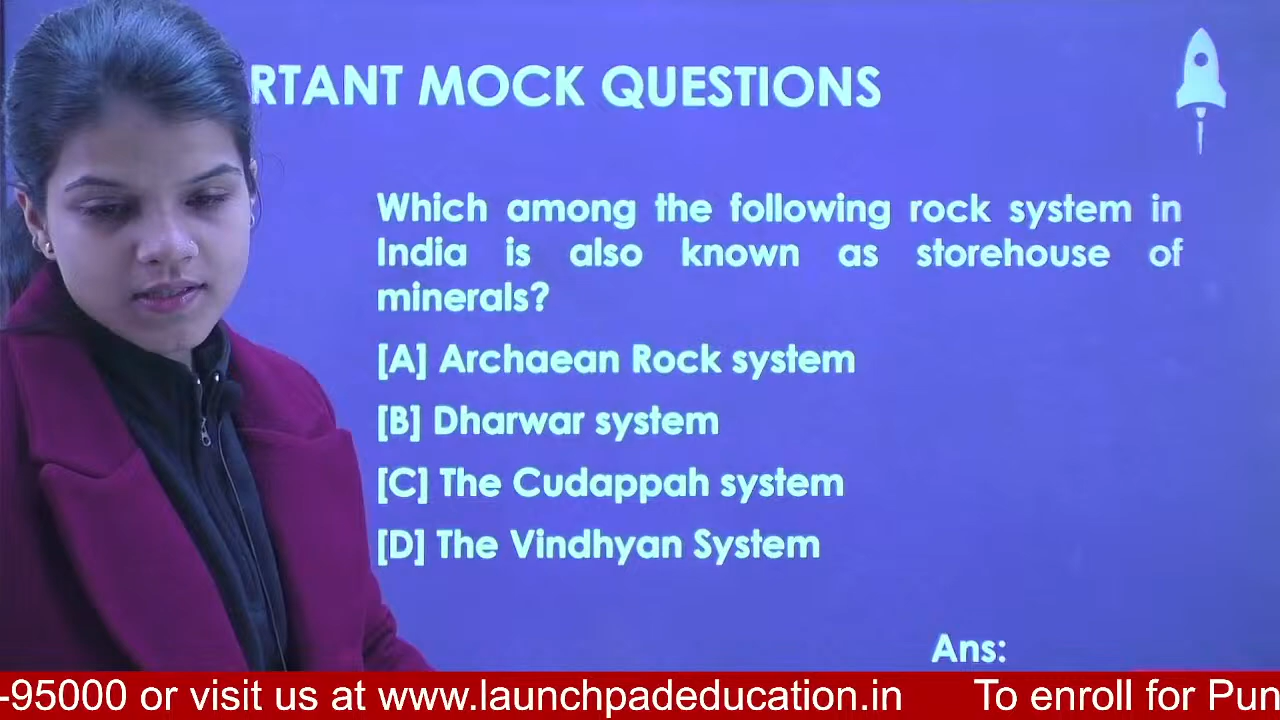 RTANT MOCK QUESTIONS
Which among the following rock system in
India is also known as storehouse of
minerals?
[A] Archaean Rock system
[B] Dharwar system
[C] The Cudappah system
[D] The Vindhyan System
Ans:
-95000 or visit us at www.launchpadeducation.in To enroll for Pun